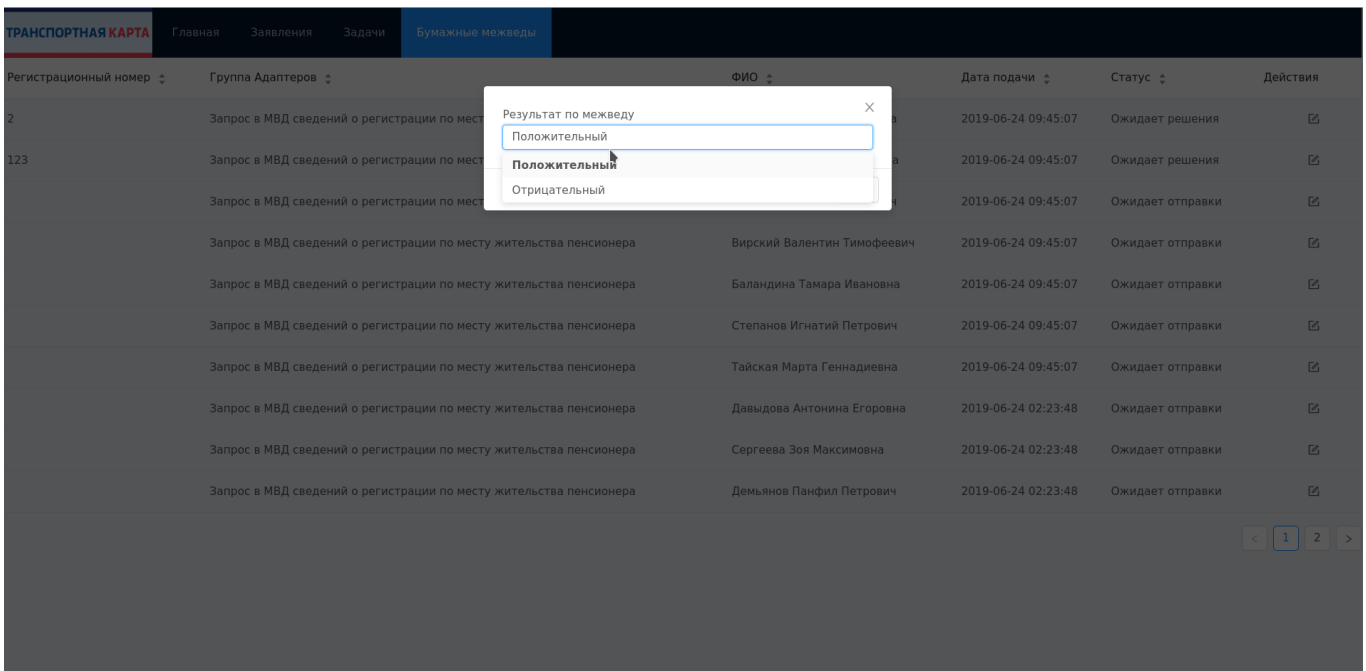 ТРАНСПОРТНАЯ КАРТА Главная Заявления Задачи Бумажные межведы
Регистрационный номер Группа Адаптеров ФИО Дата подачи Статус Действия
Результат по межведу
2 Запрос в МВД сведений о регистрации по мест 2019-06-24 09:45:07 Ожидает решения
Положительный
123 Запрос в МВД сведений о регистрации по мест 2019-06-24 09:45:07 Ожидает решения
Положительный
Отрицательный
Запрос в МВД сведений о регистрации по мест 2019-06-24 09:45:07 Ожидает отправки
Запрос в МВД сведений о регистрации по месту жительства пенсионера Вирский Валентин Тимофеевич 2019-06-24 09:45:07 Ожидает отправки
Запрос в МВД сведений о регистрации по месту жительства пенсионера Баландина Тамара Ивановна 2019-06-24 09:45:07 Ожидает отправки
Запрос в МВД сведений о регистрации по месту жительства пенсионера Степанов Игнатий Петрович 2019-06-24 09:45:07 Ожидает отправки
Запрос в МВД сведений о регистрации по месту жительства пенсионера Тайская Марта Геннадиевна 2019-06-24 09:45:07 Ожидает отправки
Запрос в МВД сведений о регистрации по месту жительства пенсионера Давыдова Антонина Егоровна 2019-06-24 02:23:48 Ожидает отправки
Запрос в МВД сведений о регистрации по месту жительства пенсионера Сергеева Зоя Максимовна 2019-06-24 02:23:48 Ожидает отправки
Запрос в МВД сведений о регистрации по месту жительства пенсионера Демьянов Панфил Петрович 2019-06-24 02:23:48 Ожидает отправки
< 1 2 >